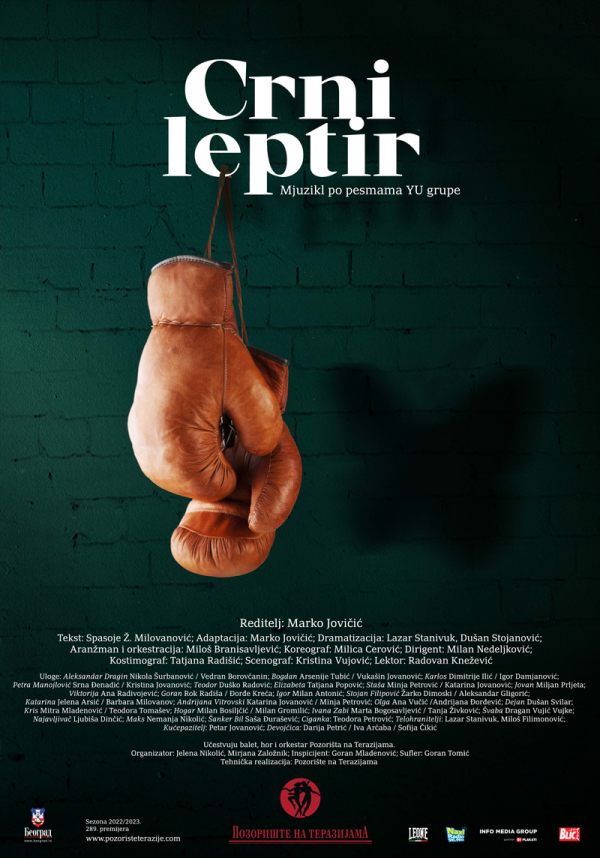 Crni
leptir
Mjuzikl po pesmama YU grupe
Reditelj: Marko Jovičić
Tekst: Spasoje Ž. Milovanović; Adaptacija: Marko Jovičić; Dramatizacija: Lazar Stanivuk, Dušan Stojanović;
Aranžman i orkestracija: Miloš Branisavljević; Koreograf: Milica Cerović; Dirigent: Milan Nedeljković;
Kostimograf: Tatjana Radišić; Scenograf: Kristina Vujović; Lektor: Radovan Knežević
Uloge: Aleksandar Dragin Nikola Šurbanović / Vedran Borovčanin; Bogdan Arsenije Tubić / Vukašin Jovanović; Karlos Dimitrije Ilić / Igor Damjanović;
Petra Manojlović Srna Đenadić / Kristina Jovanović; Teodor Duško Radović; Elizabeta Tatjana Popović; Staša Minja Petrović / Katarina Jovanović; Jovan Miljan Prljeta;
Viktorija Ana Radivojević; Goran Rok Radiša / Đorđe Kreća; Igor Milan Antonić; Stojan Filipović Žarko Dimoski / Aleksandar Gligorić;
Katarina Jelena Arsić / Barbara Milovanov; Andrijana Vitrovski Katarina Jovanović / Minja Petrović; Olga Ana Vučić /Andrijana Đorđević; Dejan Dušan Svilar;
Kris Mitra Mladenović / Teodora Tomašev; Hogar Milan Bosiljčić / Milan Gromilić; Ivana Zabi Marta Bogosavljević / Tanja Živković; Švaba Dragan Vujić Vujke;
Najavljivač Ljubiša Dinčić; Maks Nemanja Nikolić; Šanker Bil Saša Durašević; Ciganka: Teodora Petrović; Telohranitelji: Lazar Stanivuk, Miloš Filimonović;
Kućepazitelj: Petar Jovanović; Devojčica: Darija Petrić / Iva Arčaba / Sofija Čikić
Učestvuju balet, hor i orkestar Pozorišta na Terazijama.
Organizator: Jelena Nikolić, Mirjana Založnik; Inspicijent: Goran Mladenović; Sufler: Goran Tomić
Tehnička realizacija: Pozorište na Terazijama
Београд
www.beograd.rs
Sezona 2022/2023.
289. premijera
www.pozoristeterazije.com
ПОЗОРИШТЕ НА ТЕРАЗИЈАМА
LEONE
Naxi
Radio
INFO MEDIA GROUP
PLAKATI
BLIC